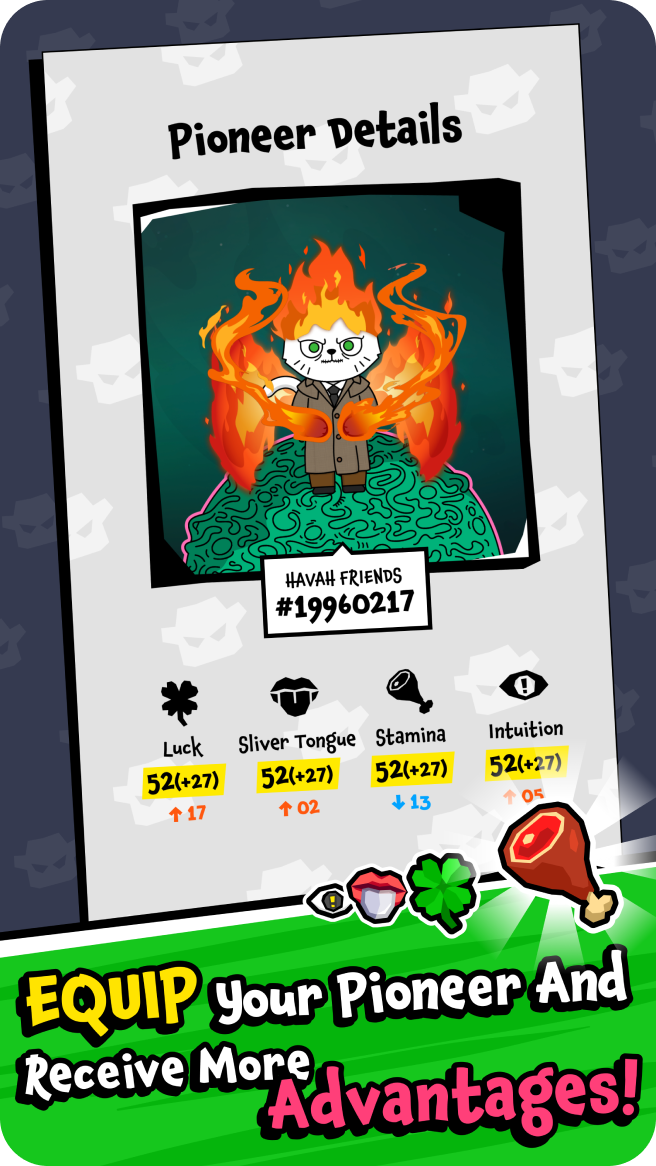 Pioneer Details
HAVAH FRIENDS
#19960217
Luck Sliver Tongue Stamina Intuition
52(+27) 52(+27) 52(+27) 52(+27)
↑17 ↑02 ↓13 ↑05
EQUIP Your Pioneer And
Receive More
Advantages!